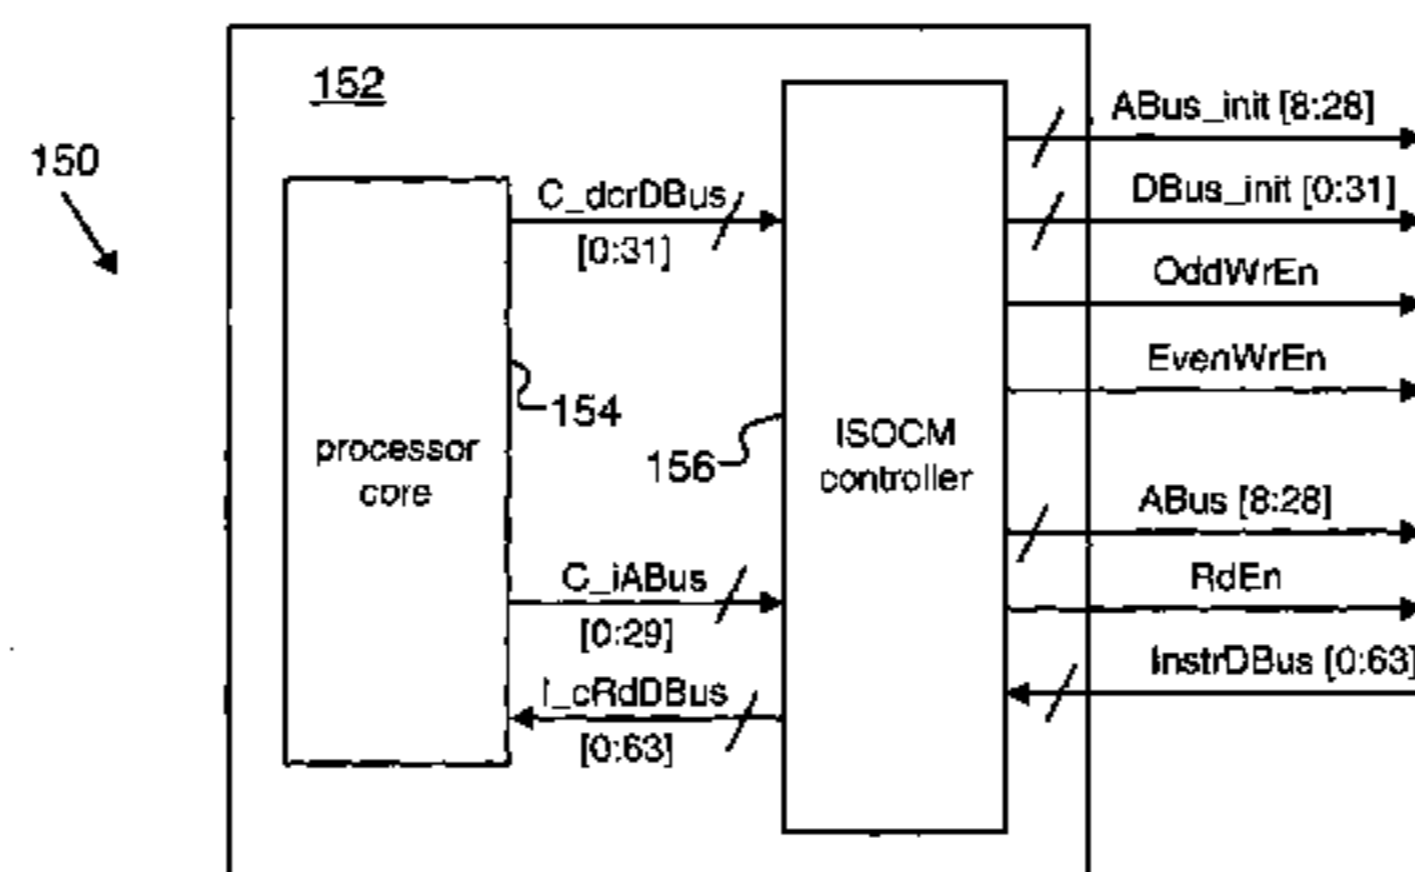 152
150
ABus_init [8:28]
C_dcrDBus
[0:31]
DBus_init [0:31]
OddWrEn
EvenWrEn
154
processor
core
156
ISOCM
controller
ABus [8:28]
C_iABus
[0:29]
RdEn
InstrDBus [0:63]
I_cRdDBus
[0:63]